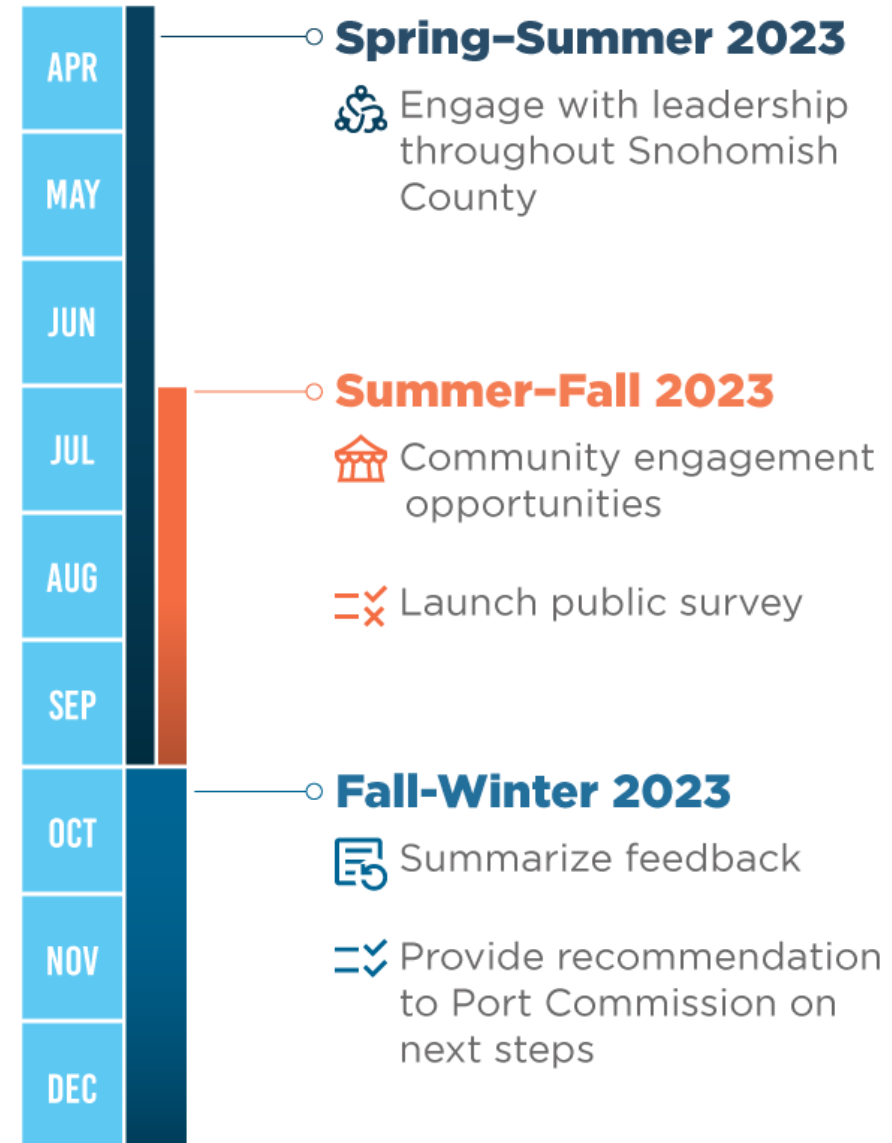 APR
MAY
JUN
JUL
AUG
SEP
OCT
NOV
DEC
Spring–Summer 2023
Engage with leadership
throughout Snohomish
County
Summer–Fall 2023
Community engagement
opportunities
Launch public survey
Fall-Winter 2023
Summarize feedback
Provide recommendation
to Port Commission on
next steps